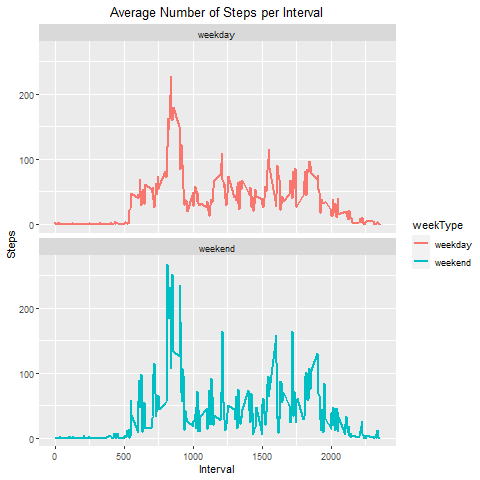 Average Number of Steps per Interval
weekday
200
100
0
weekend
200
100
0
Steps
0 500 1000 1500 2000
Interval
weekType
weekday
weekend